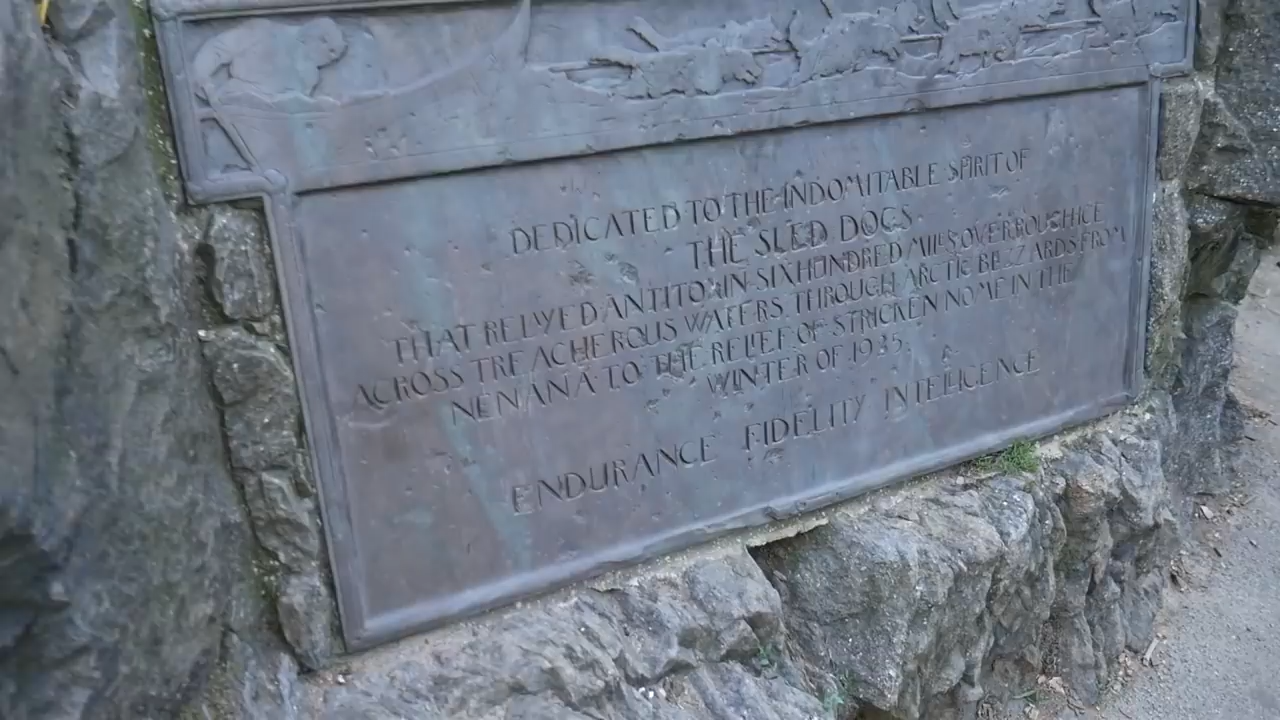 DEDICATED TO THE INDOMITABLE SPIRIT OF
THE SLED DOGS
THAT RELAYED ANTITOXIN SIX HUNDRED MILES OVER ROUGH ICE
ACROSS TREACHEROUS WATERS THROUGH ARCTIC BLIZZARDS FROM
NENANA TO THE RELIEF OF STRICKEN NOME IN THE
WINTER OF 1935.
ENDURANCE FIDELITY INTELLIGENCE